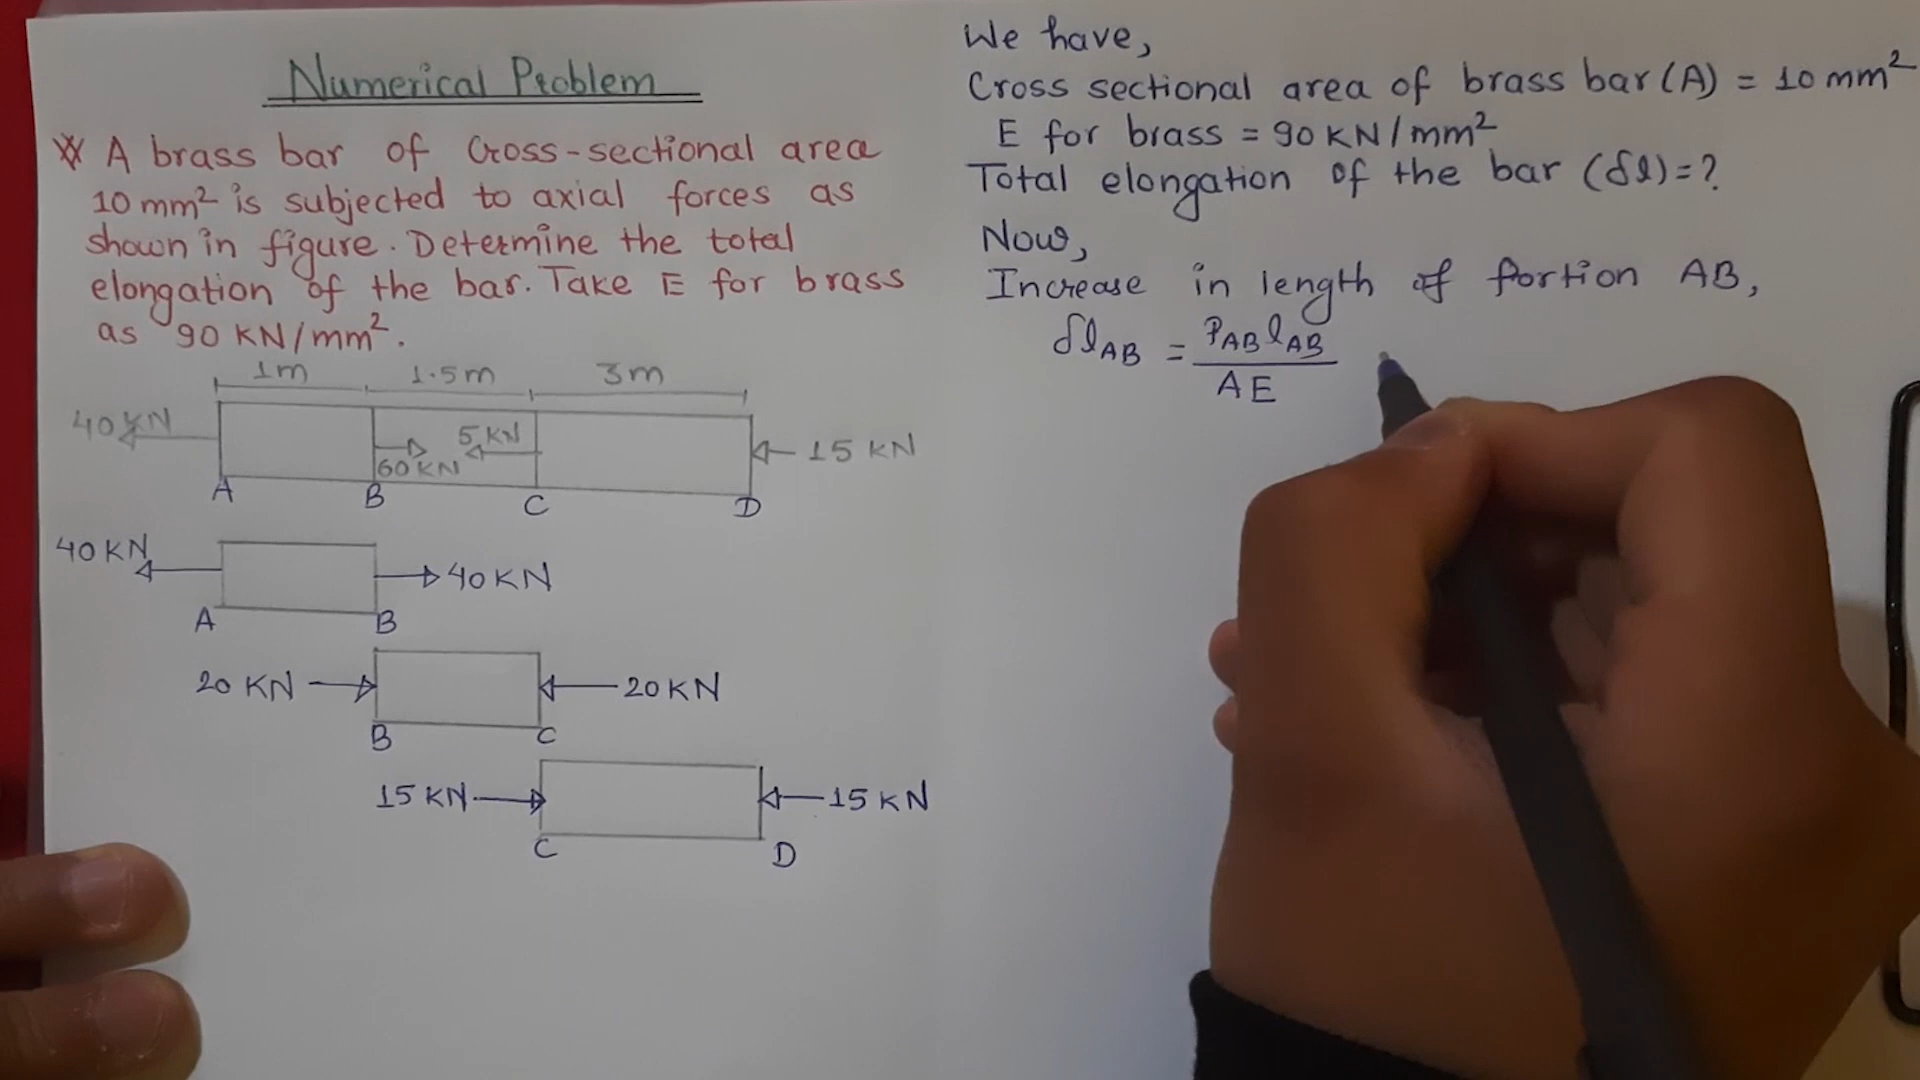 Numerical Problem
A brass bar of Cross-sectional area
10 mm² is subjected to axial forces as
shown in figure. Determine the total
elongation of the bar. Take E for brass
as 90 KN/mm².
1m 1.5m 3m
40 KN 60 KN 5 KN 15 KN
A B C D
40 KN 40 KN
A B
20 KN 20 KN
B C
15 KN 15 KN
C D
We have,
Cross sectional area of brass bar (A) = 10 mm²
E for brass = 90 KN/mm²
Total elongation of the bar (δl) = ?
Now,
Increase in length of portion AB,
δl_AB = P_AB l_AB
A E